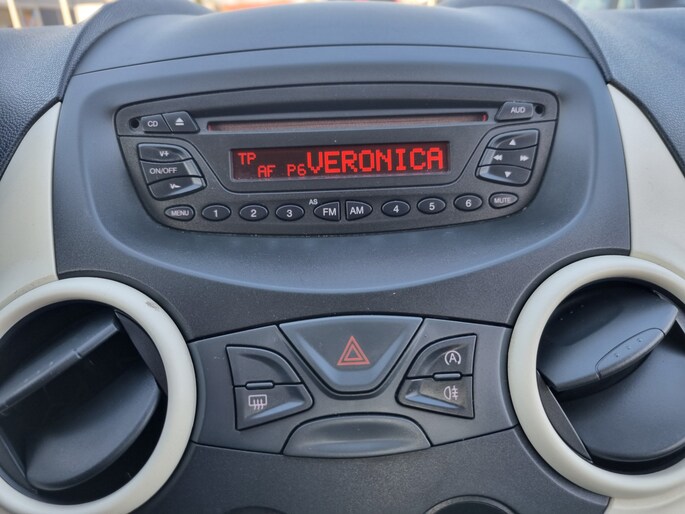 CD
AUD
TP
AF P6 VERONICA
V+
ON/OFF
V-
MENU 1 2 3 AS FM AM 4 5 6 MUTE
A